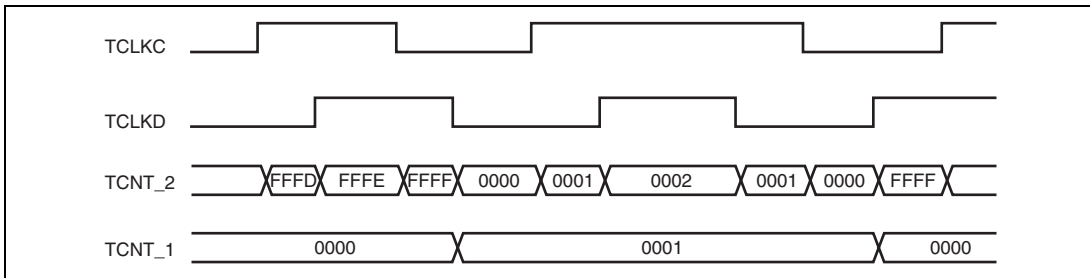 TCLKC
TCLKD
TCNT_2 FFFD FFFE FFFF 0000 0001 0002 0001 0000 FFFF
TCNT_1 0000 0001 0000